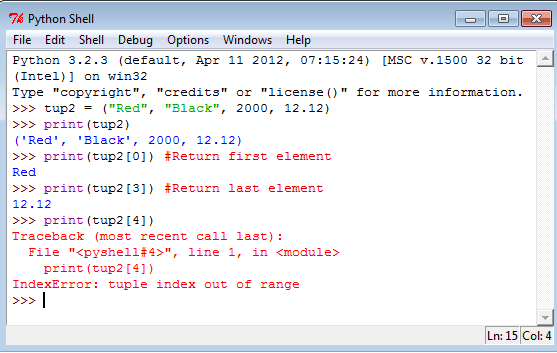 Python Shell
File Edit Shell Debug Options Windows Help
Python 3.2.3 (default, Apr 11 2012, 07:15:24) [MSC v.1500 32 bit
(Intel)] on win32
Type "copyright", "credits" or "license()" for more information.
>>> tup2 = ("Red", "Black", 2000, 12.12)
>>> print(tup2)
('Red', 'Black', 2000, 12.12)
>>> print(tup2[0]) #Return first element
Red
>>> print(tup2[3]) #Return last element
12.12
>>> print(tup2[4])
Traceback (most recent call last):
  File "<pyshell#4>", line 1, in <module>
    print(tup2[4])
IndexError: tuple index out of range
>>>
Ln: 15 Col: 4